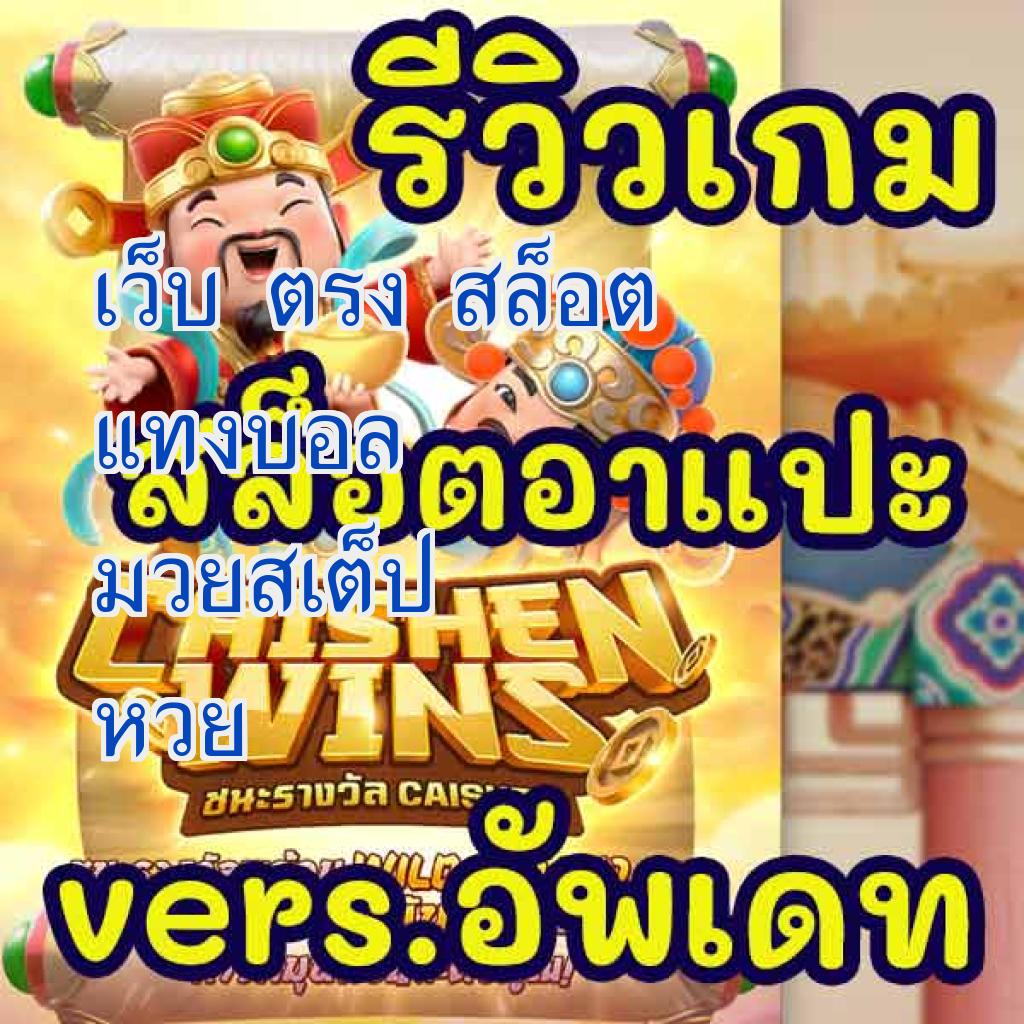 รีวิวเกม
เว็บ ตรง สล็อต
แทงบอล
สล็อตอาแปะ
มวยสเต็ป
CAISHEN
WINS
หวย
ชนะรางวัล
vers.อัพเดท